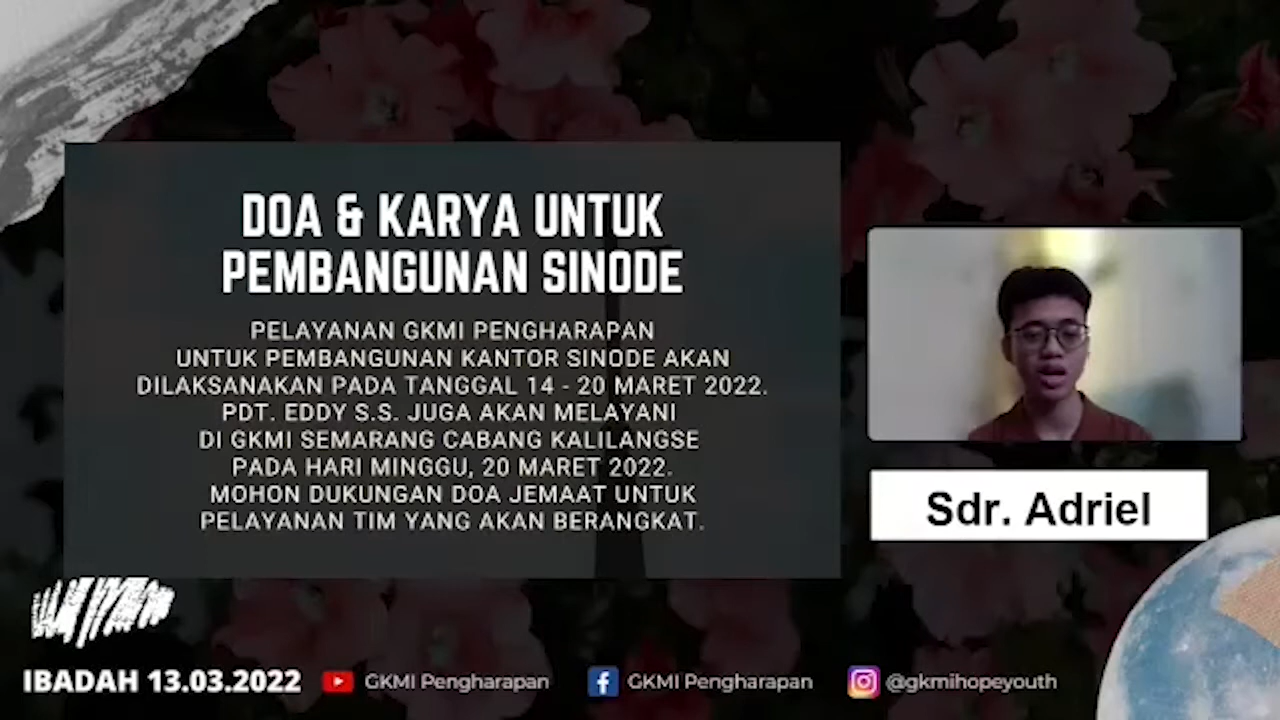 DOA & KARYA UNTUK
PEMBANGUNAN SINODE
PELAYANAN GKMI PENGHARAPAN
UNTUK PEMBANGUNAN KANTOR SINODE AKAN
DILAKSANAKAN PADA TANGGAL 14 - 20 MARET 2022.
PDT. EDDY S.S. JUGA AKAN MELAYANI
DI GKMI SEMARANG CABANG KALILANGSE
PADA HARI MINGGU, 20 MARET 2022.
MOHON DUKUNGAN DOA JEMAAT UNTUK
PELAYANAN TIM YANG AKAN BERANGKAT.
Sdr. Adriel
IBADAH 13.03.2022
GKMI Pengharapan
GKMI Pengharapan
@gkmihopeyouth